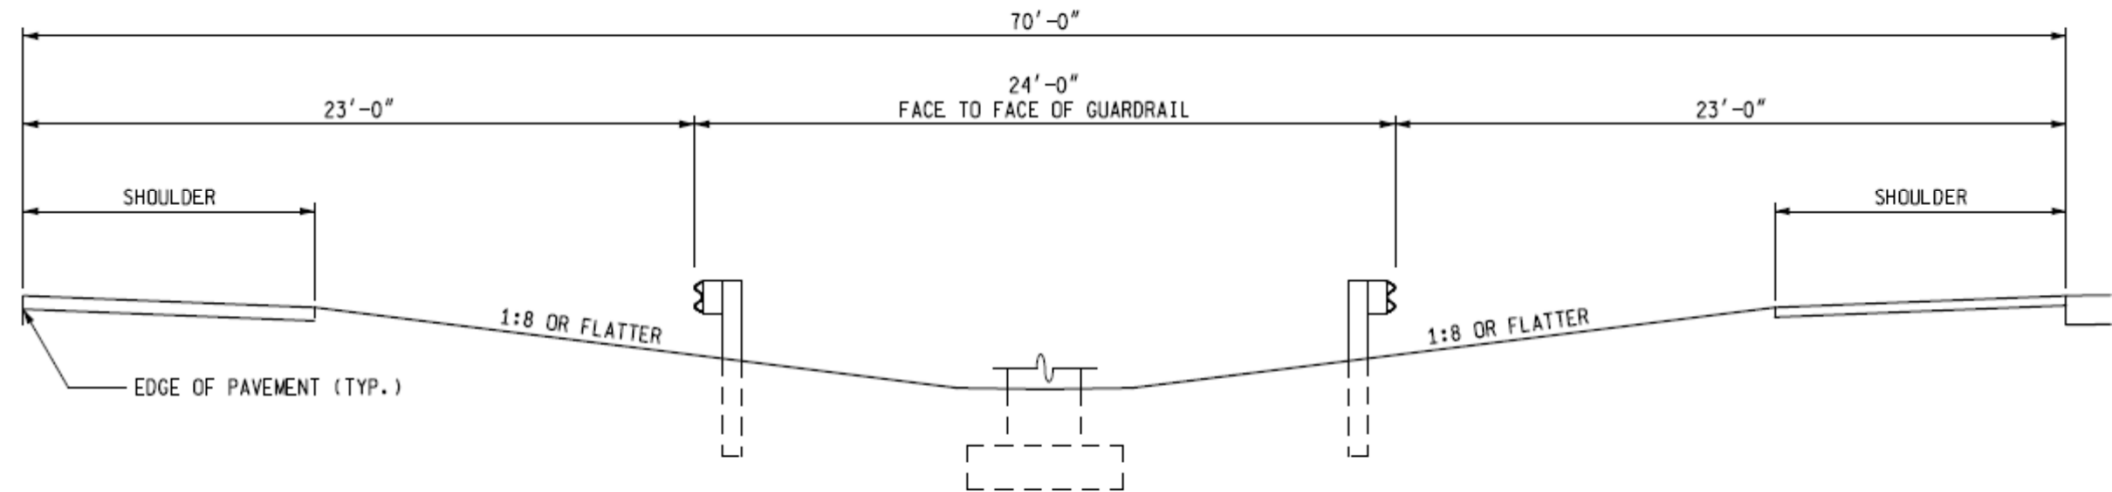 70'-0"
24'-0"
23'-0"
FACE TO FACE OF GUARDRAIL
23'-0"
SHOULDER
SHOULDER
1:8 OR FLATTER
1:8 OR FLATTER
EDGE OF PAVEMENT (TYP.)